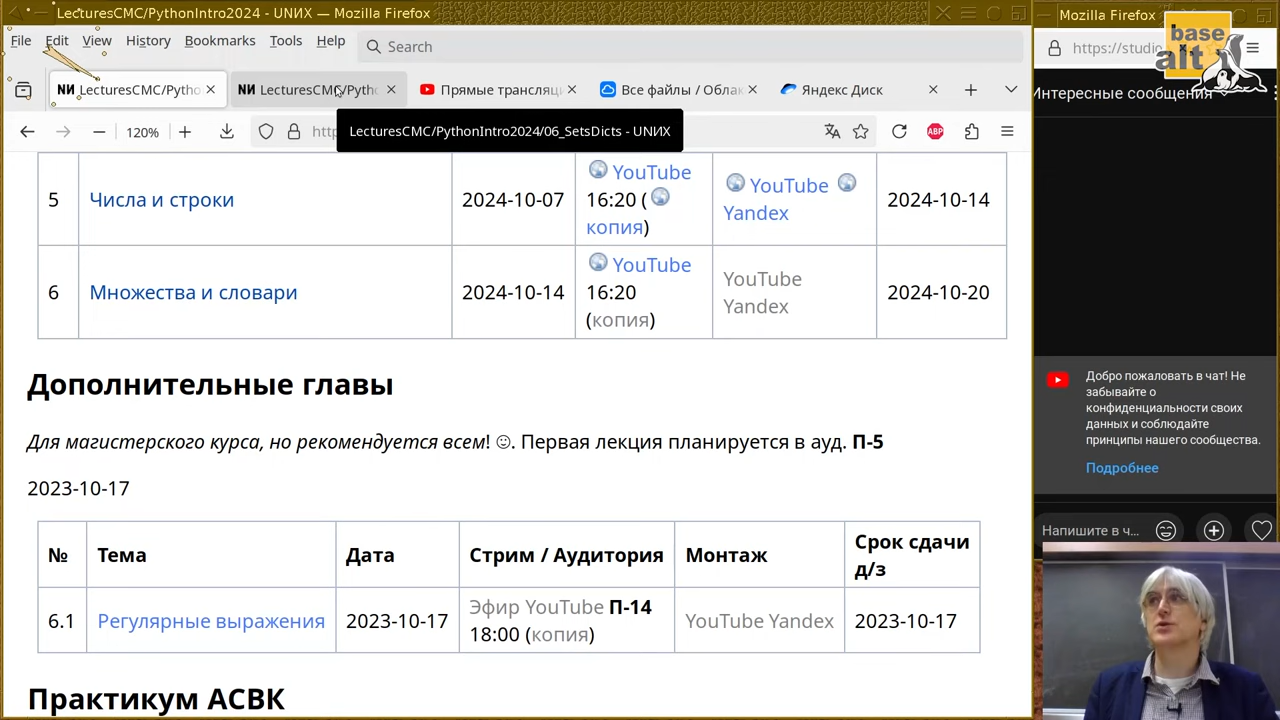 LecturesCMC/PythonIntro2024 - UNИX — Mozilla Firefox
Mozilla Firefox
base
alt
File Edit View History Bookmarks Tools Help
Search
https://studio.
NИ LecturesCMC/Pytho
NИ LecturesCMC/Pytho
Прямые трансляц
Все файлы / Облак
Яндекс Диск
Интересные сообщения
120%
LecturesCMC/PythonIntro2024/06_SetsDicts - UNИX
ABP
5
Числа и строки
2024-10-07
YouTube
16:20 (
копия)
YouTube
Yandex
2024-10-14
6
Множества и словари
2024-10-14
YouTube
16:20
(копия)
YouTube
Yandex
2024-10-20
Дополнительные главы
Для магистерского курса, но рекомендуется всем! ☺. Первая лекция планируется в ауд. П-5
2023-10-17
№ Тема Дата Стрим / Аудитория Монтаж Срок сдачи
д/з
6.1 Регулярные выражения 2023-10-17 Эфир YouTube П-14
18:00 (копия)
YouTube Yandex 2023-10-17
Практикум АСВК
Добро пожаловать в чат! Не
забывайте о
конфиденциальности своих
данных и соблюдайте
принципы нашего сообщества.
Подробнее
Напишите в ч...